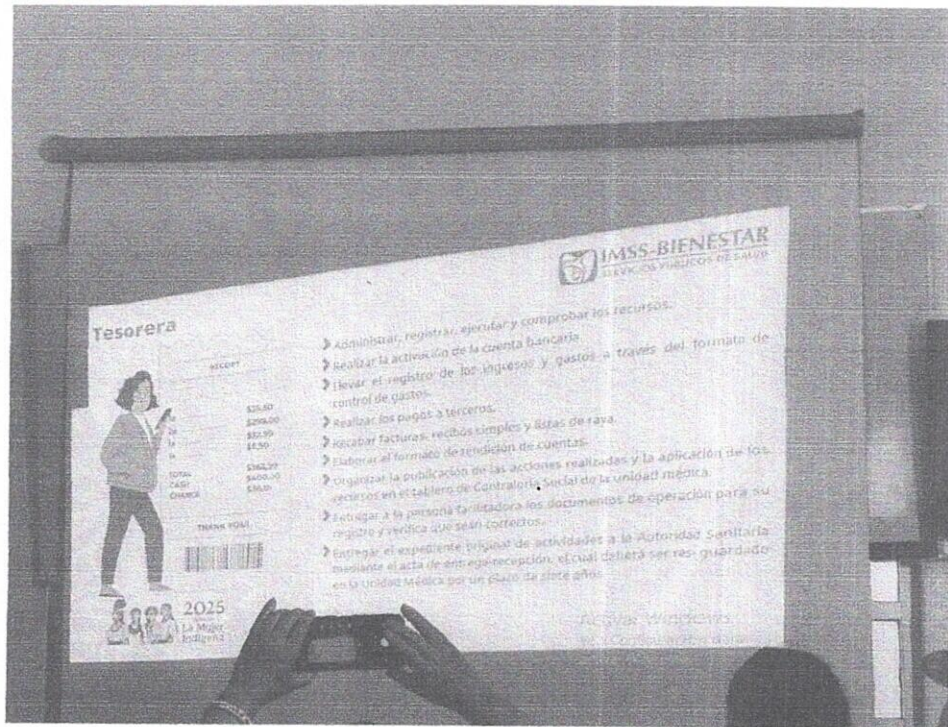 IMSS-BIENESTAR
SERVICIOS PÚBLICOS DE SALUD
Tesorera
RECEIPT
$25.50
TOTAL
CASH
CHANGE
THANK YOU!
Administrar, registrar, ejecutar y comprobar los recursos.
Realizar la activación de la cuenta bancaria
Llevar el registro de los ingresos y gastos a través del formato de
control de gastos.
Realizar los pagos a terceros.
Recabar facturas, recibos simples y listas de raya.
Elaborar el formato de rendición de cuentas.
Organizar la publicación de las acciones realizadas y la aplicación de los
recursos en el tablero de Contraloría Social de la unidad médica.
Entregar a la persona facilitadora los documentos de operación para su
registro y verifica que sean correctos.
Entregar el expediente original de actividades a la Autoridad Sanitaria
mediante el acta de entrega-recepción, el cual deberá ser res- guardado
en la Unidad Médica por un plazo de siete años
2025
La Mujer
Indígena
Windows